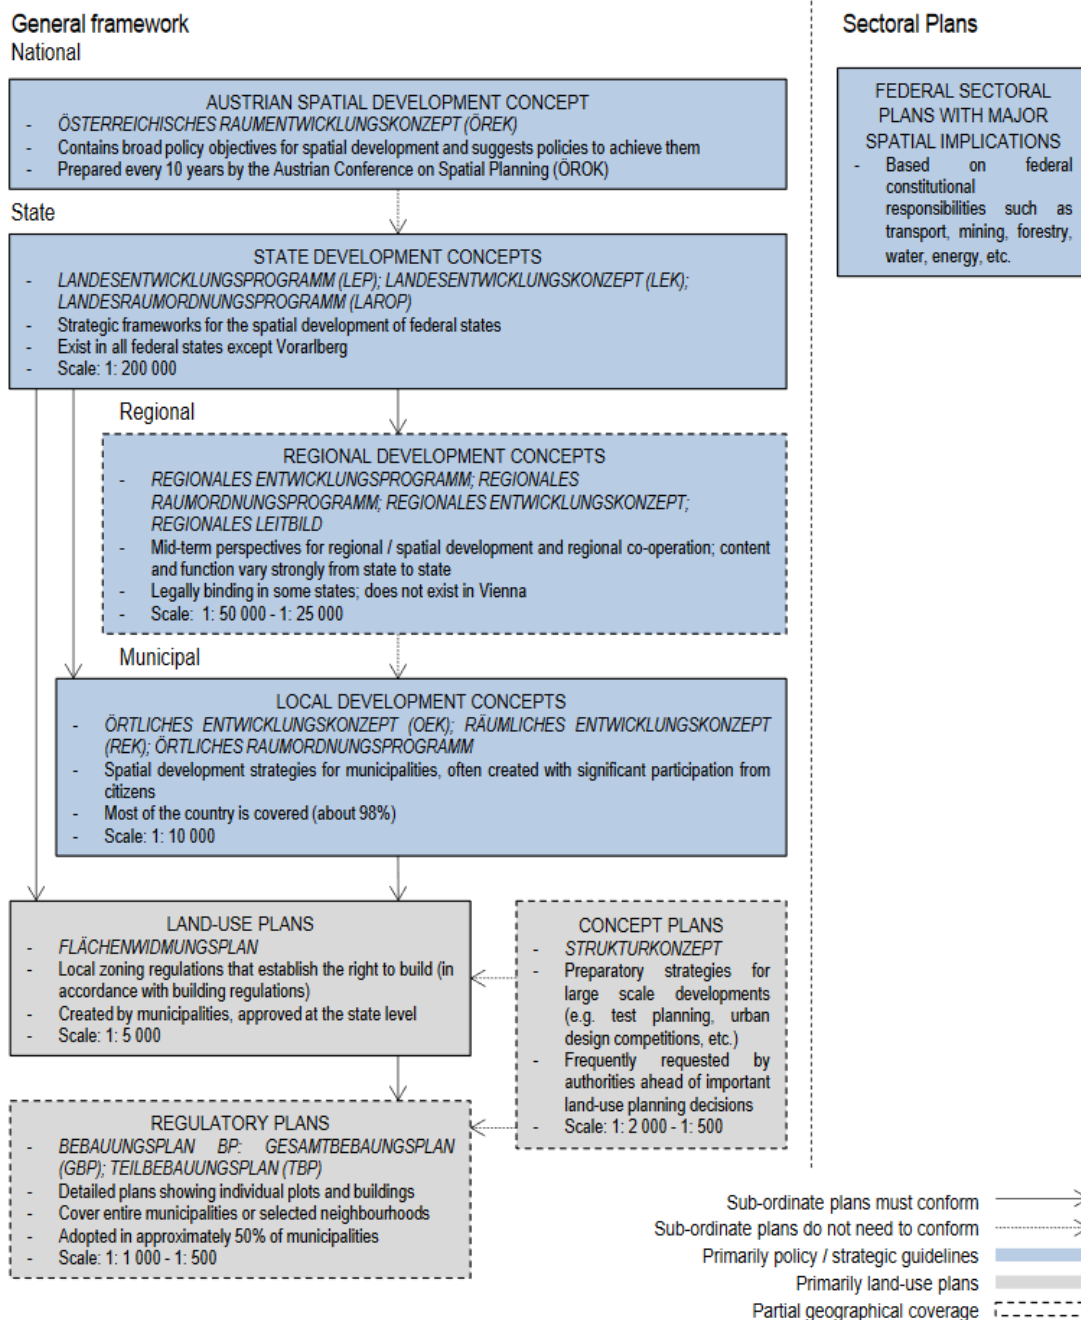 General framework
National
AUSTRIAN SPATIAL DEVELOPMENT CONCEPT
- ÖSTERREICHISCHES RAUMENTWICKLUNGSKONZEPT (ÖREK)
- Contains broad policy objectives for spatial development and suggests policies to achieve them
- Prepared every 10 years by the Austrian Conference on Spatial Planning (ÖROK)
State
STATE DEVELOPMENT CONCEPTS
- LANDESENTWICKLUNGSPROGRAMM (LEP); LANDESENTWICKLUNGSKONZEPT (LEK);
LANDESRAUMORDNUNGSPROGRAMM (LAROP)
- Strategic frameworks for the spatial development of federal states
- Exist in all federal states except Vorarlberg
- Scale: 1: 200 000
Regional
REGIONAL DEVELOPMENT CONCEPTS
- REGIONALES ENTWICKLUNGSPROGRAMM; REGIONALES
RAUMORDNUNGSPROGRAMM; REGIONALES ENTWICKLUNGSKONZEPT;
REGIONALES LEITBILD
- Mid-term perspectives for regional / spatial development and regional co-operation; content
and function vary strongly from state to state
- Legally binding in some states; does not exist in Vienna
- Scale: 1: 50 000 - 1: 25 000
Municipal
LOCAL DEVELOPMENT CONCEPTS
- ÖRTLICHES ENTWICKLUNGSKONZEPT (OEK); RÄUMLICHES ENTWICKLUNGSKONZEPT
(REK); ÖRTLICHES RAUMORDNUNGSPROGRAMM
- Spatial development strategies for municipalities, often created with significant participation from
citizens
- Most of the country is covered (about 98%)
- Scale: 1: 10 000
LAND-USE PLANS
- FLÄCHENWIDMUNGSPLAN
- Local zoning regulations that establish the right to build (in
accordance with building regulations)
- Created by municipalities, approved at the state level
- Scale: 1: 5 000
CONCEPT PLANS
- STRUKTURKONZEPT
- Preparatory strategies for
large scale developments
(e.g. test planning, urban
design competitions, etc.)
- Frequently requested by
authorities ahead of important
land-use planning decisions
- Scale: 1: 2 000 - 1: 500
REGULATORY PLANS
- BEBAUUNGSPLAN BP: GESAMTBEBAUNGSPLAN
(GBP); TEILBEBAUUNGSPLAN (TBP)
- Detailed plans showing individual plots and buildings
- Cover entire municipalities or selected neighbourhoods
- Adopted in approximately 50% of municipalities
- Scale: 1: 1 000 - 1: 500
Sectoral Plans
FEDERAL SECTORAL
PLANS WITH MAJOR
SPATIAL IMPLICATIONS
- Based on federal
constitutional
responsibilities such as
transport, mining, forestry,
water, energy, etc.
Sub-ordinate plans must conform
Sub-ordinate plans do not need to conform
Primarily policy / strategic guidelines
Primarily land-use plans
Partial geographical coverage